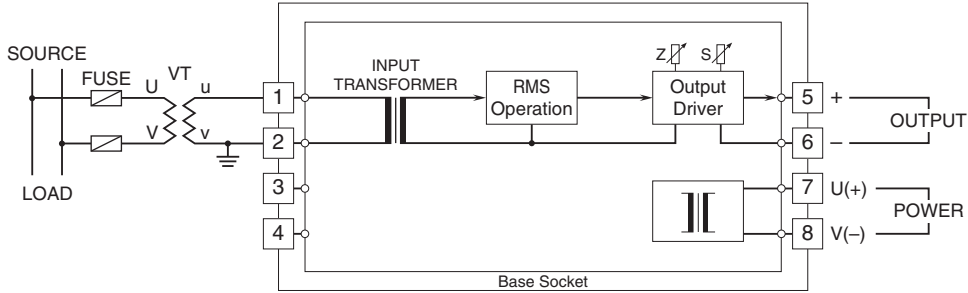 SOURCE
FUSE
U
VT
u
V
v
LOAD
1
2
3
4
INPUT
TRANSFORMER
RMS
Operation
Z
S
Output
Driver
5
+
6
–
OUTPUT
7
U(+)
8
V(–)
POWER
Base Socket